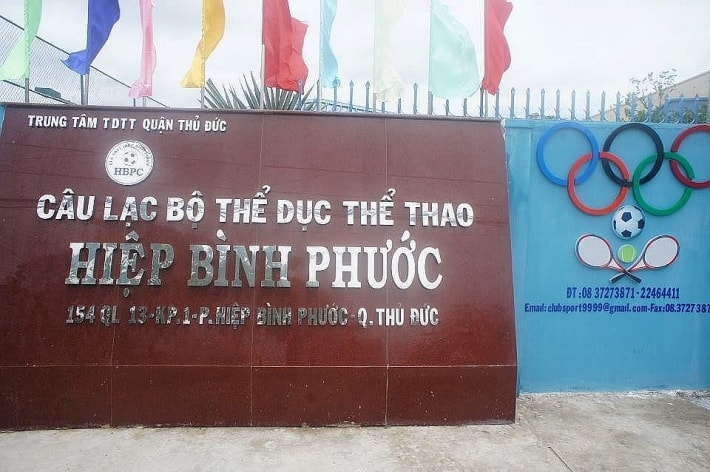 TRUNG TÂM TDTT QUẬN THỦ ĐỨC
HBPC
CÂU LẠC BỘ THỂ DỤC THỂ THAO
HIỆP BÌNH PHƯỚC
154 QL 13-KP.1-P.HIỆP BÌNH PHƯỚC-Q.THỦ ĐỨC
ĐT:08 37273871-22464411
Email:clubsport9999@gmail.com-Fax:08.3727387